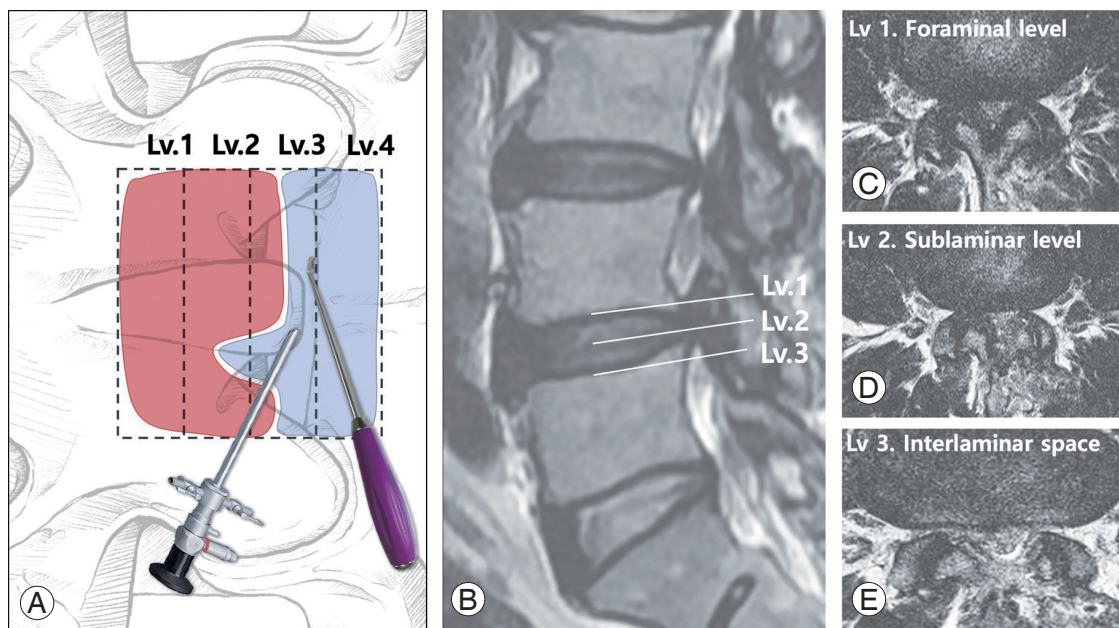 Lv.1 Lv.2 Lv.3 Lv.4
A
Lv.1
Lv.2
Lv.3
B
Lv 1. Foraminal level
C
Lv 2. Sublaminar level
D
Lv 3. Interlaminar space
E